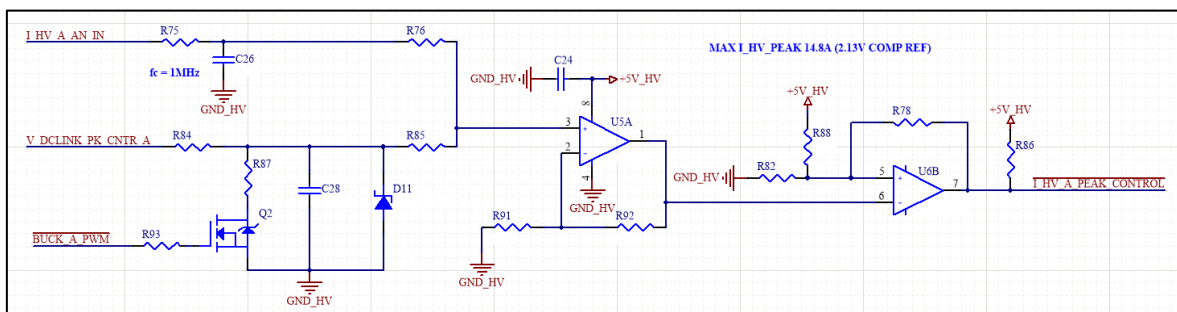 I_HV_A_AN_IN
R75
R76
C26
fc = 1MHz
GND_HV
V_DCLINK_PK_CNTR_A
R84
R85
R87
C28
D11
Q2
BUCK_A_PWM
R93
GND_HV
C24
GND_HV
+5V_HV
8
3
U5A
1
2
4
GND_HV
R91
R92
GND_HV
MAX I_HV_PEAK 14.8A (2.13V COMP REF)
+5V_HV
R88
R78
+5V_HV
R86
GND_HV
R82
5
U6B
7
6
I_HV_A_PEAK_CONTROL